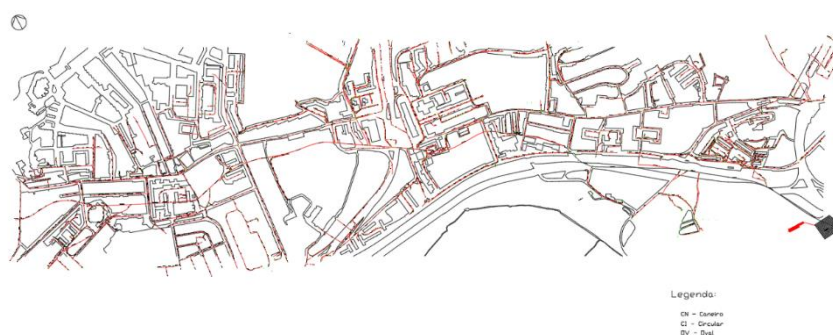 Legenda:
CN - Caneiro
CI - Circular
OV - Oval